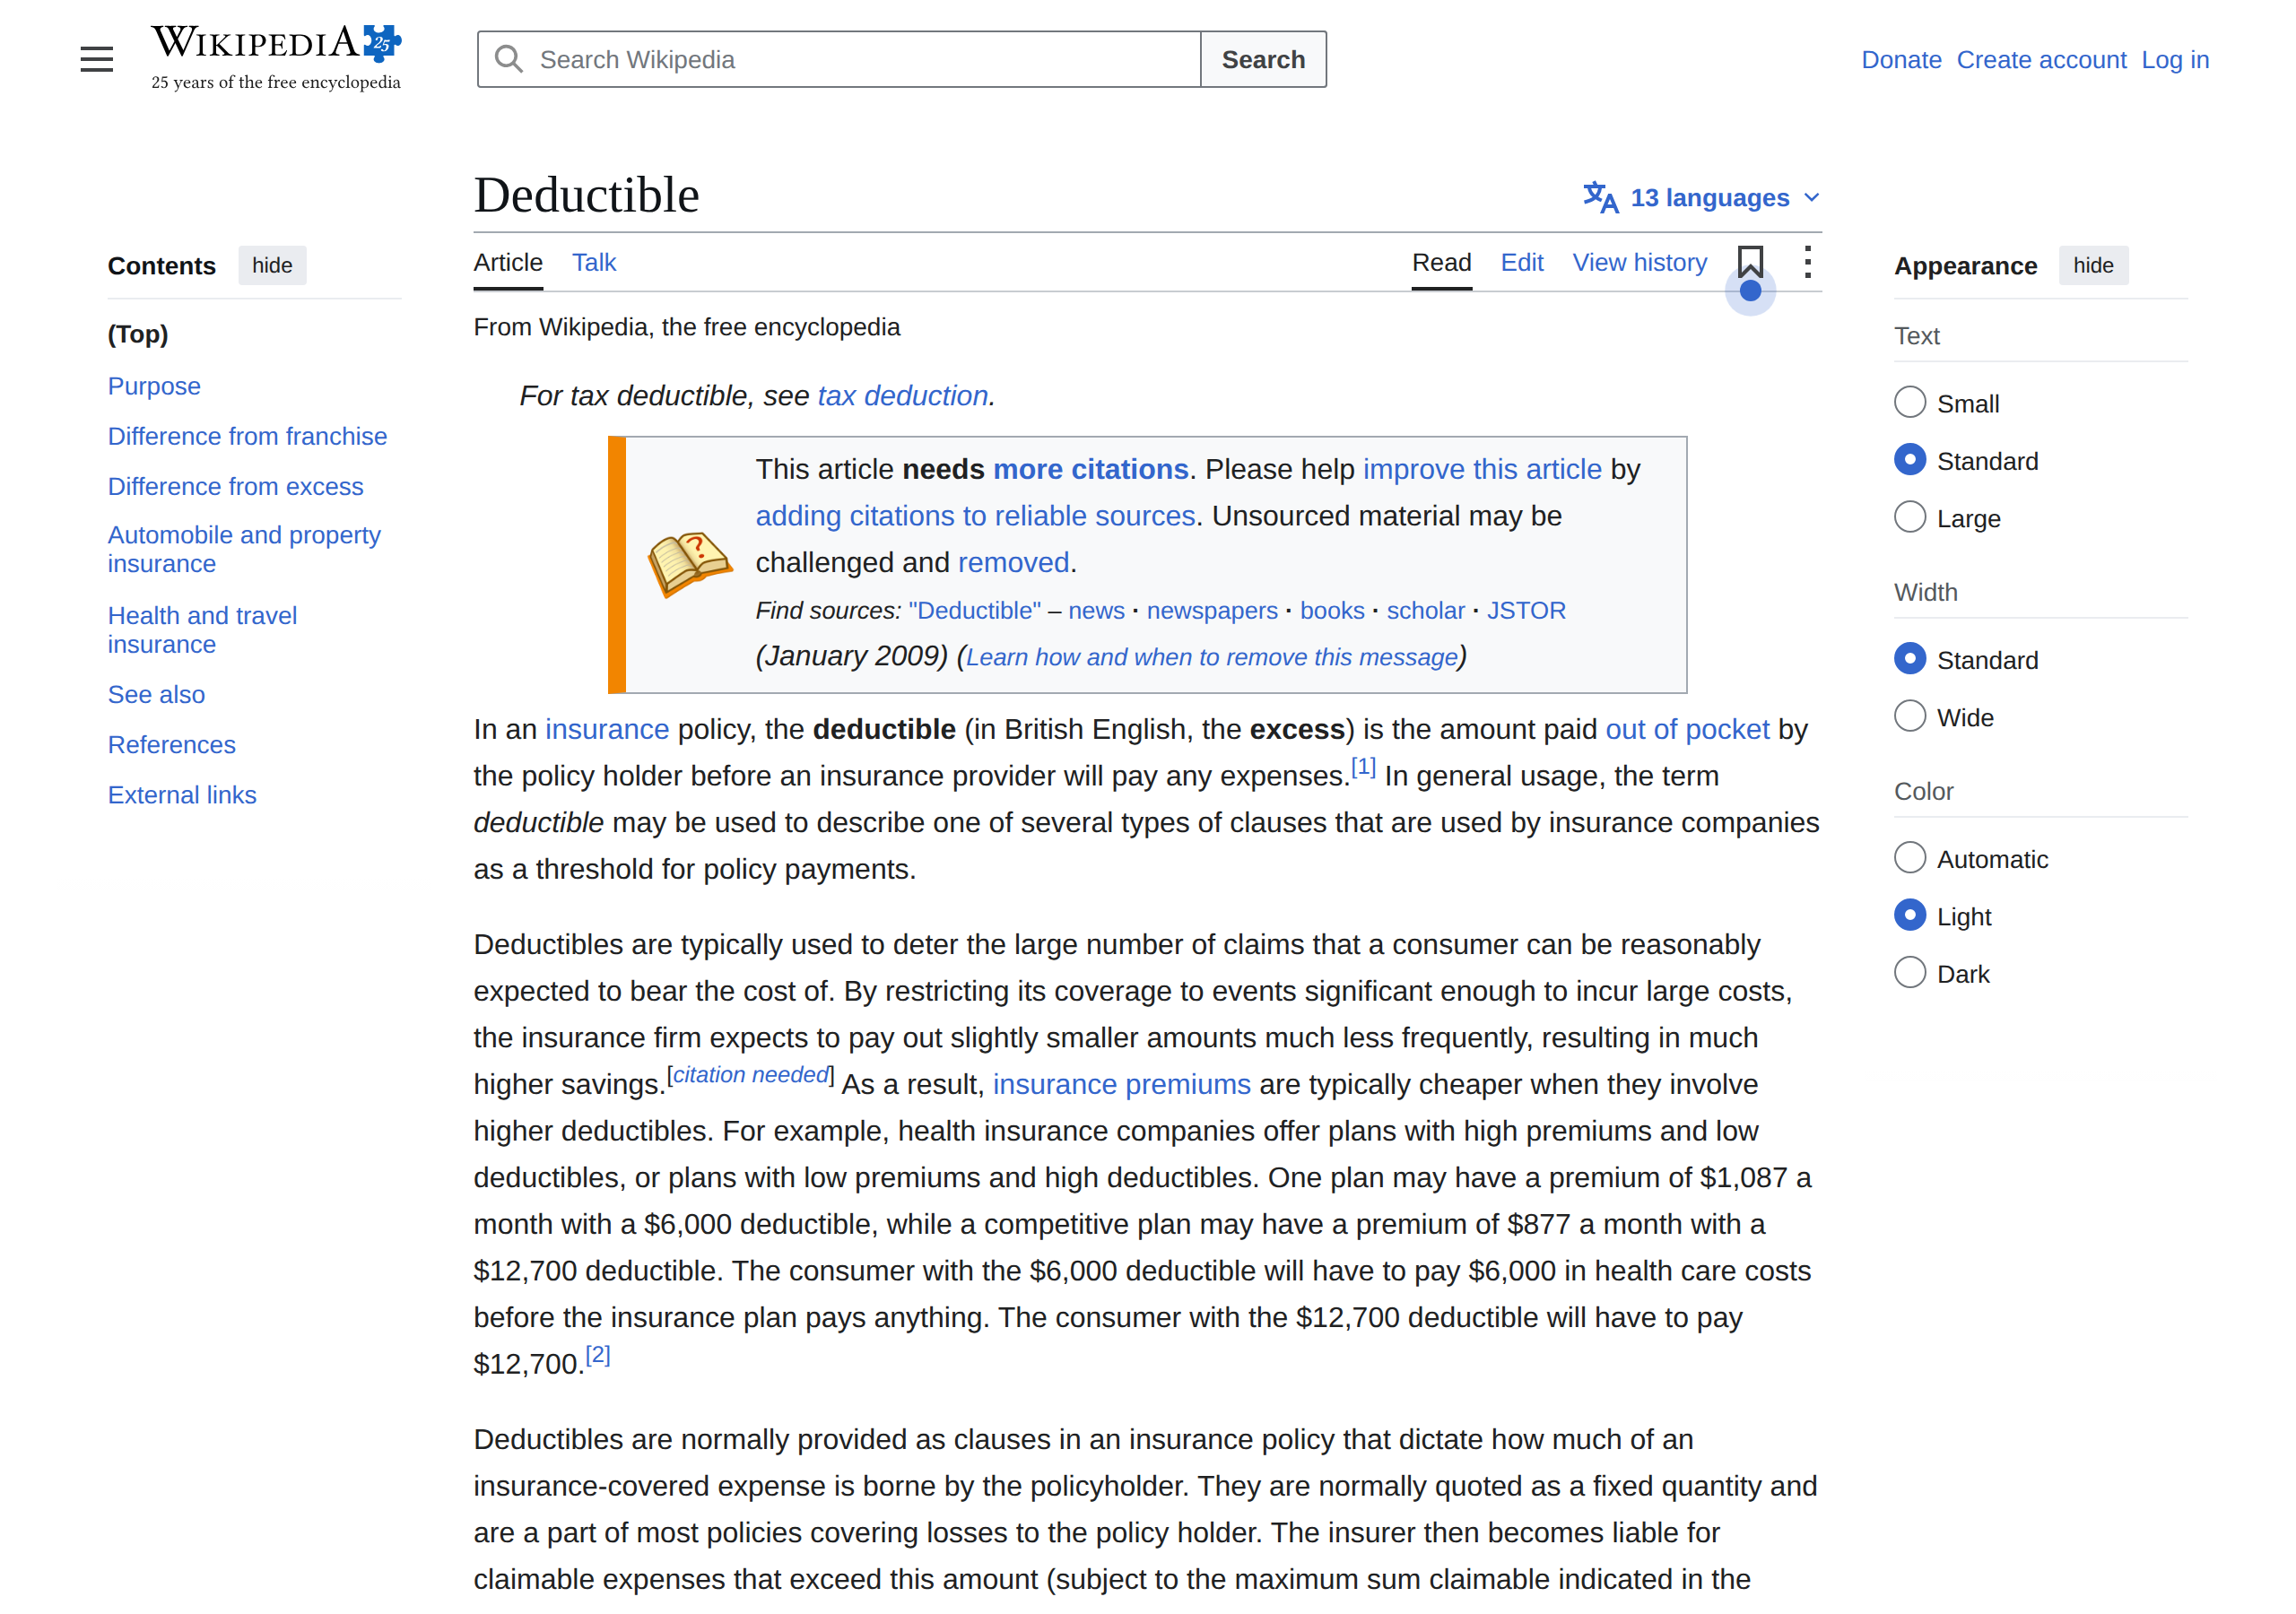 WIKIPEDIA 25
25 years of the free encyclopedia
Search Wikipedia
Search
Donate Create account Log in
Contents hide
(Top)
Purpose
Difference from franchise
Difference from excess
Automobile and property
insurance
Health and travel
insurance
See also
References
External links
Deductible
13 languages
Article Talk
Read Edit View history
From Wikipedia, the free encyclopedia
For tax deductible, see tax deduction.
This article needs more citations. Please help improve this article by
adding citations to reliable sources. Unsourced material may be
challenged and removed.
Find sources: "Deductible" – news · newspapers · books · scholar · JSTOR
(January 2009) (Learn how and when to remove this message)
In an insurance policy, the deductible (in British English, the excess) is the amount paid out of pocket by
the policy holder before an insurance provider will pay any expenses.[1] In general usage, the term
deductible may be used to describe one of several types of clauses that are used by insurance companies
as a threshold for policy payments.
Deductibles are typically used to deter the large number of claims that a consumer can be reasonably
expected to bear the cost of. By restricting its coverage to events significant enough to incur large costs,
the insurance firm expects to pay out slightly smaller amounts much less frequently, resulting in much
higher savings.[citation needed] As a result, insurance premiums are typically cheaper when they involve
higher deductibles. For example, health insurance companies offer plans with high premiums and low
deductibles, or plans with low premiums and high deductibles. One plan may have a premium of $1,087 a
month with a $6,000 deductible, while a competitive plan may have a premium of $877 a month with a
$12,700 deductible. The consumer with the $6,000 deductible will have to pay $6,000 in health care costs
before the insurance plan pays anything. The consumer with the $12,700 deductible will have to pay
$12,700.[2]
Deductibles are normally provided as clauses in an insurance policy that dictate how much of an
insurance-covered expense is borne by the policyholder. They are normally quoted as a fixed quantity and
are a part of most policies covering losses to the policy holder. The insurer then becomes liable for
claimable expenses that exceed this amount (subject to the maximum sum claimable indicated in the
Appearance hide
Text
Small
Standard
Large
Width
Standard
Wide
Color
Automatic
Light
Dark